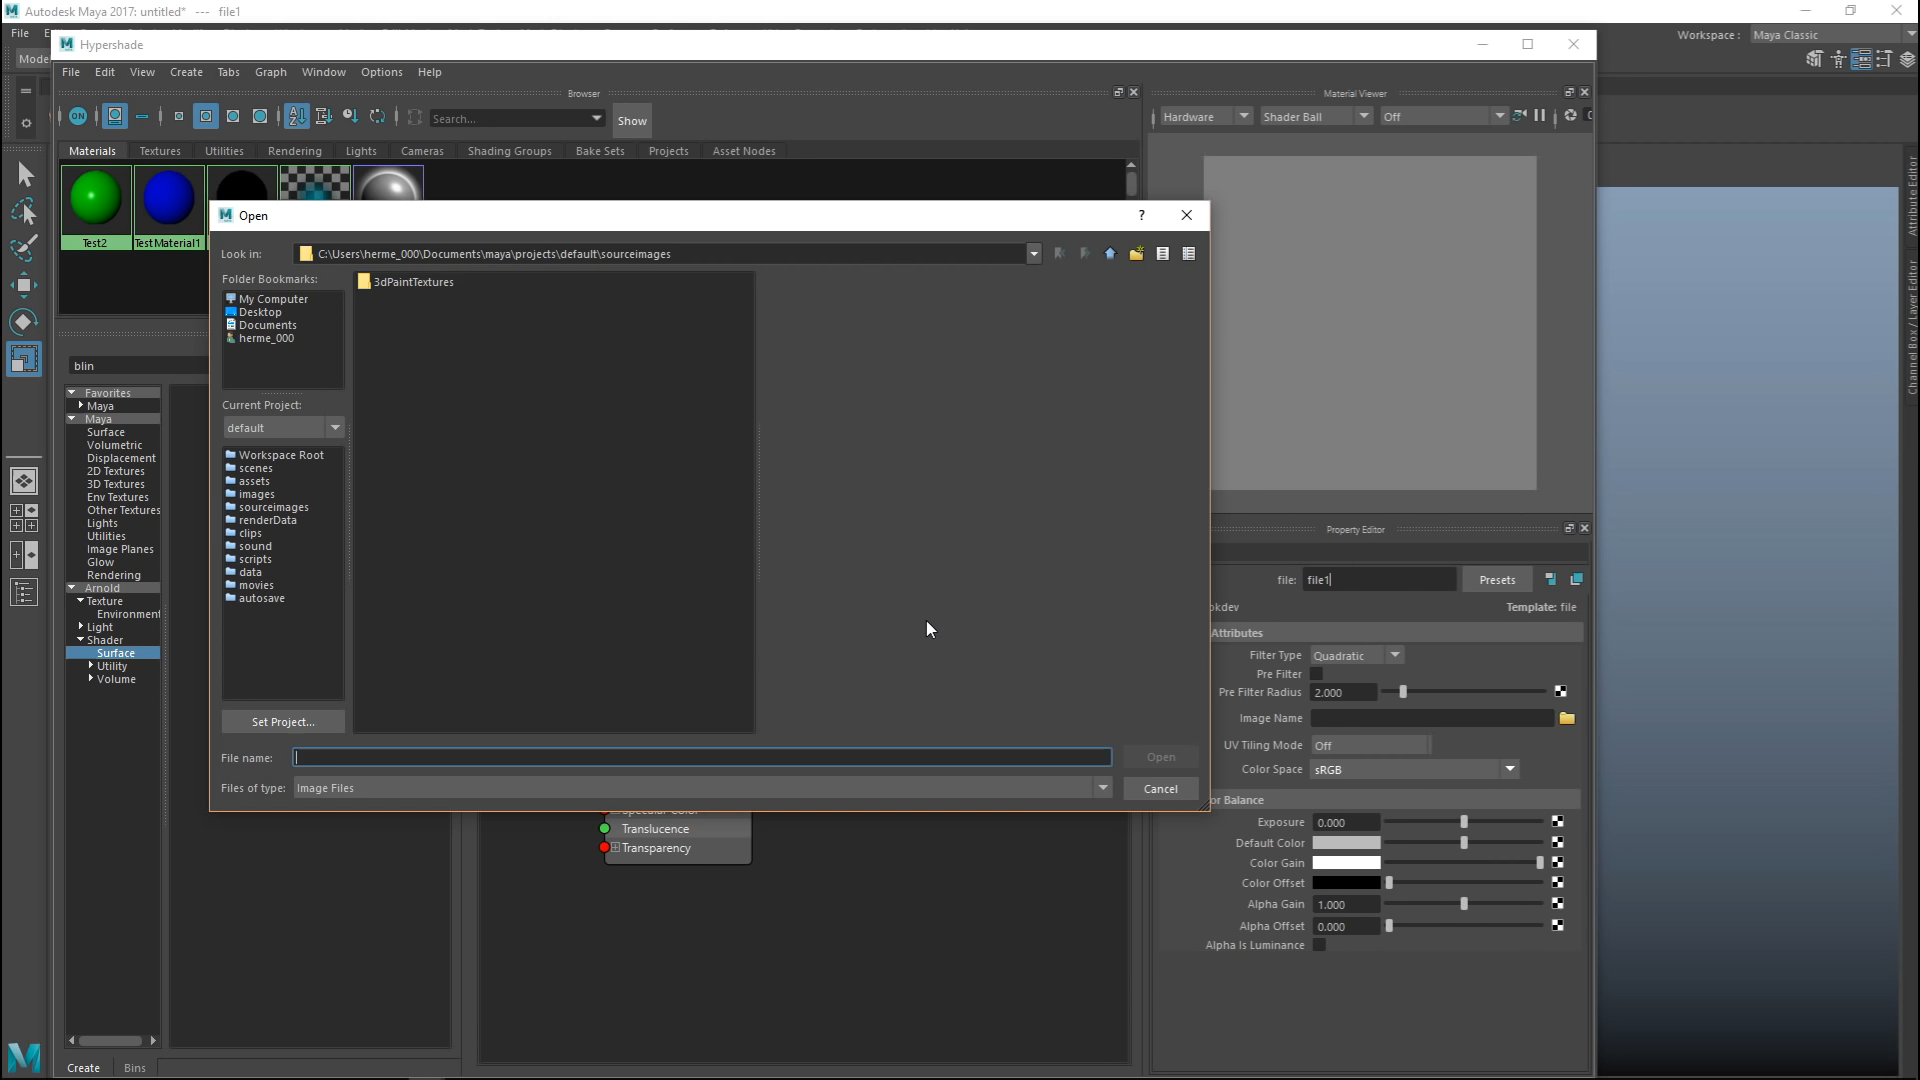 Autodesk Maya 2017: untitled* --- file1
File
Workspace : Maya Classic
Hypershade
Mode
File Edit View Create Tabs Graph Window Options Help
Browser
Material Viewer
ON
Search...
Show
Hardware
Shader Ball
Off
Materials Textures Utilities Rendering Lights Cameras Shading Groups Bake Sets Projects Asset Nodes
Attribute Editor
Channel Box / Layer Editor
Test2
TestMaterial1
Open
?
Look in:
C:\Users\herme_000\Documents\maya\projects\default\sourceimages
Folder Bookmarks:
3dPaintTextures
My Computer
Desktop
Documents
herme_000
Current Project:
default
Workspace Root
scenes
assets
images
sourceimages
renderData
clips
sound
scripts
data
movies
autosave
Set Project...
File name:
Open
Files of type: Image Files
Cancel
blin
Favorites
Maya
Maya
Surface
Volumetric
Displacement
2D Textures
3D Textures
Env Textures
Other Textures
Lights
Utilities
Image Planes
Glow
Rendering
Arnold
Texture
Environment
Light
Shader
Surface
Utility
Volume
Create Bins
Translucence
Transparency
Property Editor
file: file1
Presets
Template: file
Attributes
Filter Type Quadratic
Pre Filter
Pre Filter Radius 2.000
Image Name
UV Tiling Mode Off
Color Space sRGB
or Balance
Exposure 0.000
Default Color
Color Gain
Color Offset
Alpha Gain 1.000
Alpha Offset 0.000
Alpha Is Luminance